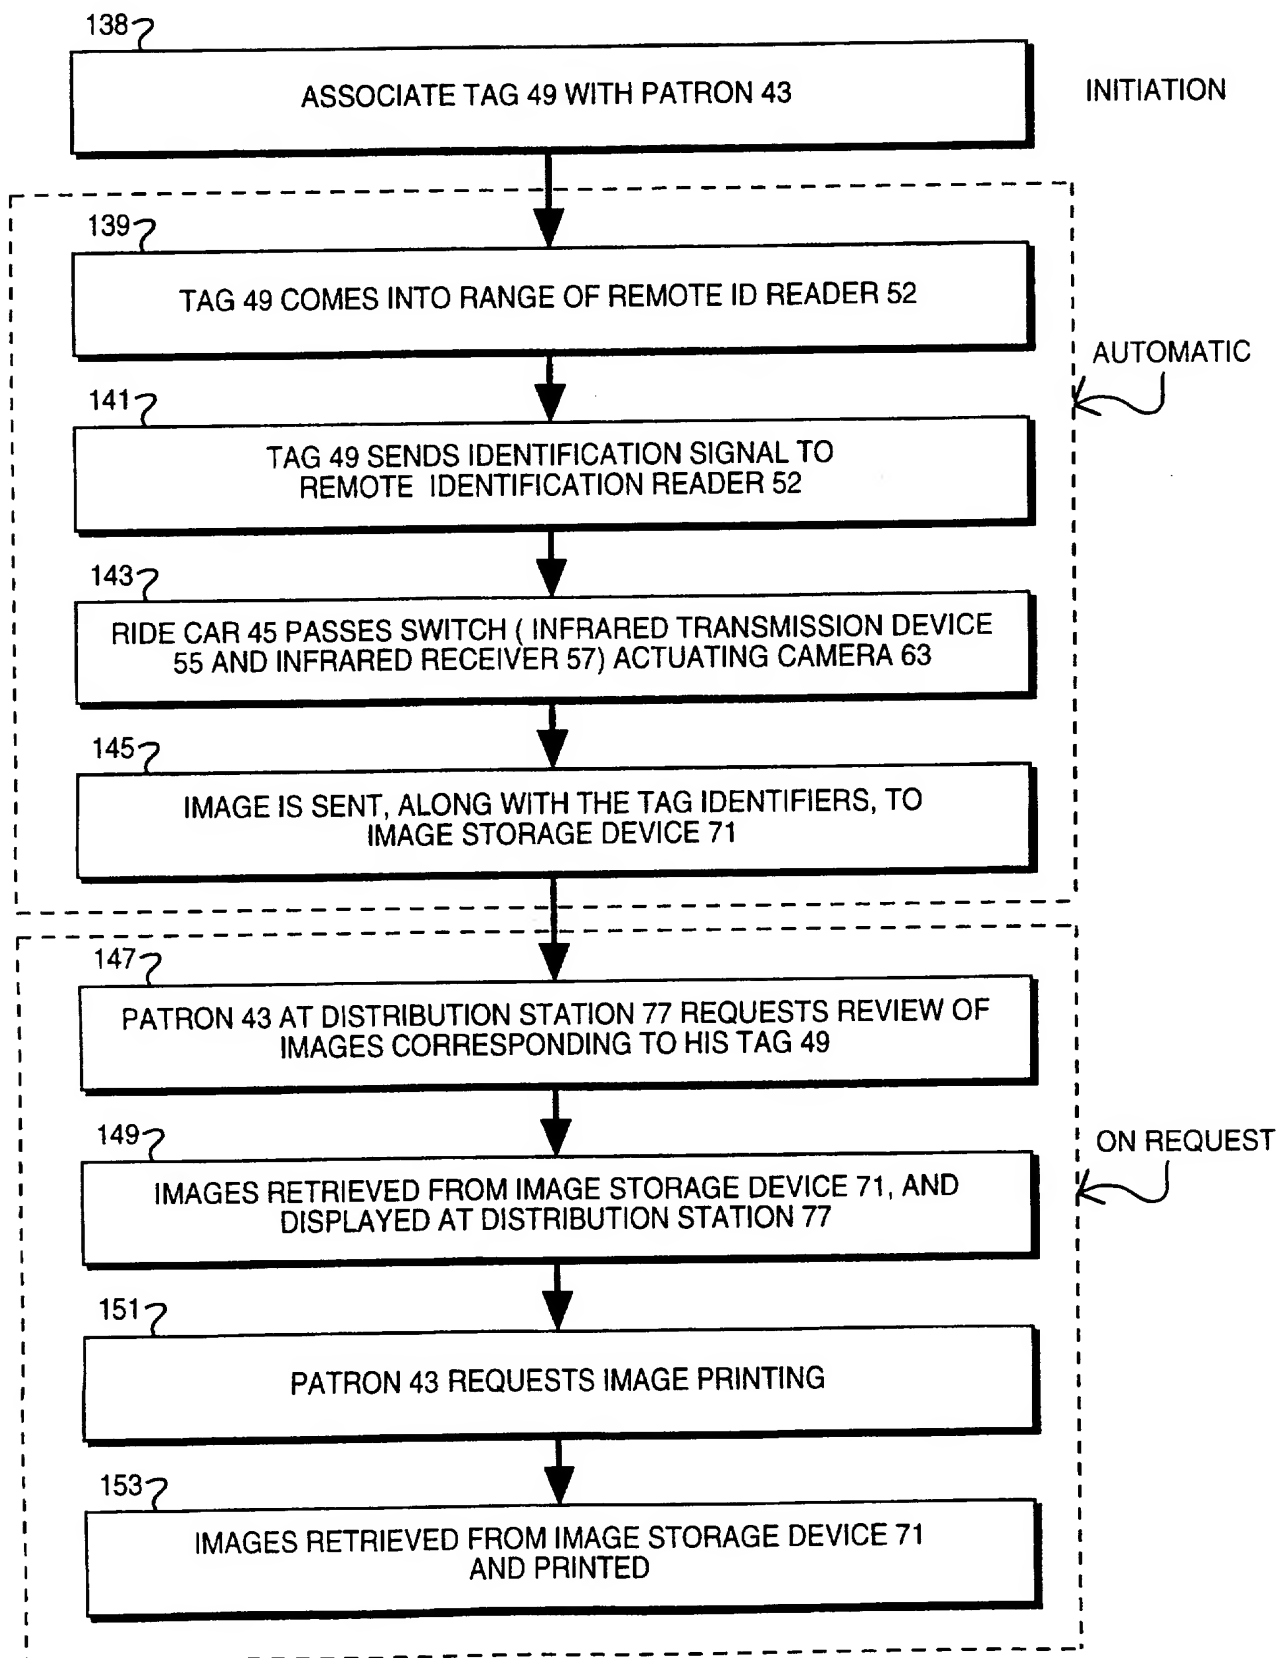 138
ASSOCIATE TAG 49 WITH PATRON 43
INITIATION
139
TAG 49 COMES INTO RANGE OF REMOTE ID READER 52
AUTOMATIC
141
TAG 49 SENDS IDENTIFICATION SIGNAL TO
REMOTE IDENTIFICATION READER 52
143
RIDE CAR 45 PASSES SWITCH ( INFRARED TRANSMISSION DEVICE
55 AND INFRARED RECEIVER 57) ACTUATING CAMERA 63
145
IMAGE IS SENT, ALONG WITH THE TAG IDENTIFIERS, TO
IMAGE STORAGE DEVICE 71
147
PATRON 43 AT DISTRIBUTION STATION 77 REQUESTS REVIEW OF
IMAGES CORRESPONDING TO HIS TAG 49
149
ON REQUEST
IMAGES RETRIEVED FROM IMAGE STORAGE DEVICE 71, AND
DISPLAYED AT DISTRIBUTION STATION 77
151
PATRON 43 REQUESTS IMAGE PRINTING
153
IMAGES RETRIEVED FROM IMAGE STORAGE DEVICE 71
AND PRINTED